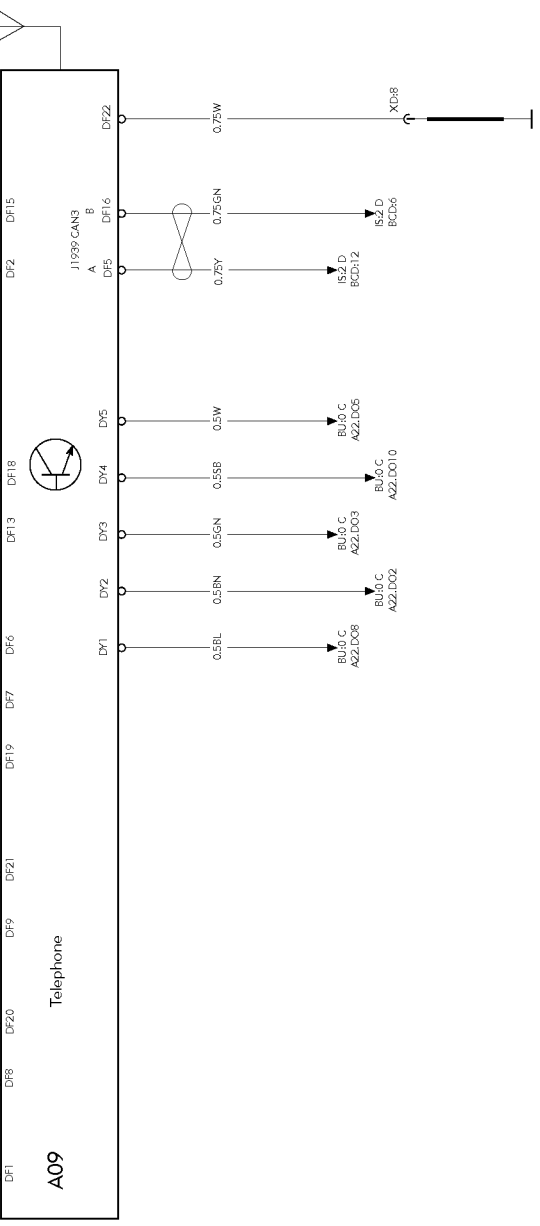 DF22
0.75W
XD:8
DF15
J1939 CAN3
B
DF16
0.75GN
IS:2 D
BCD:6
DF2
A
DF5
0.75Y
IS:2 D
BCD:12
DY5
0.5W
BU:0 C
A22.DO5
DF18
DY4
0.5SB
BU:0 C
A22.DO10
DF13
DY3
0.5GN
BU:0 C
A22.DO3
DY2
0.5BN
BU:0 C
A22.DO2
DF6
DY1
0.5BL
BU:0 C
A22.DO8
DF7
DF19
DF21
DF9
Telephone
DF20
DF8
DF1
A09